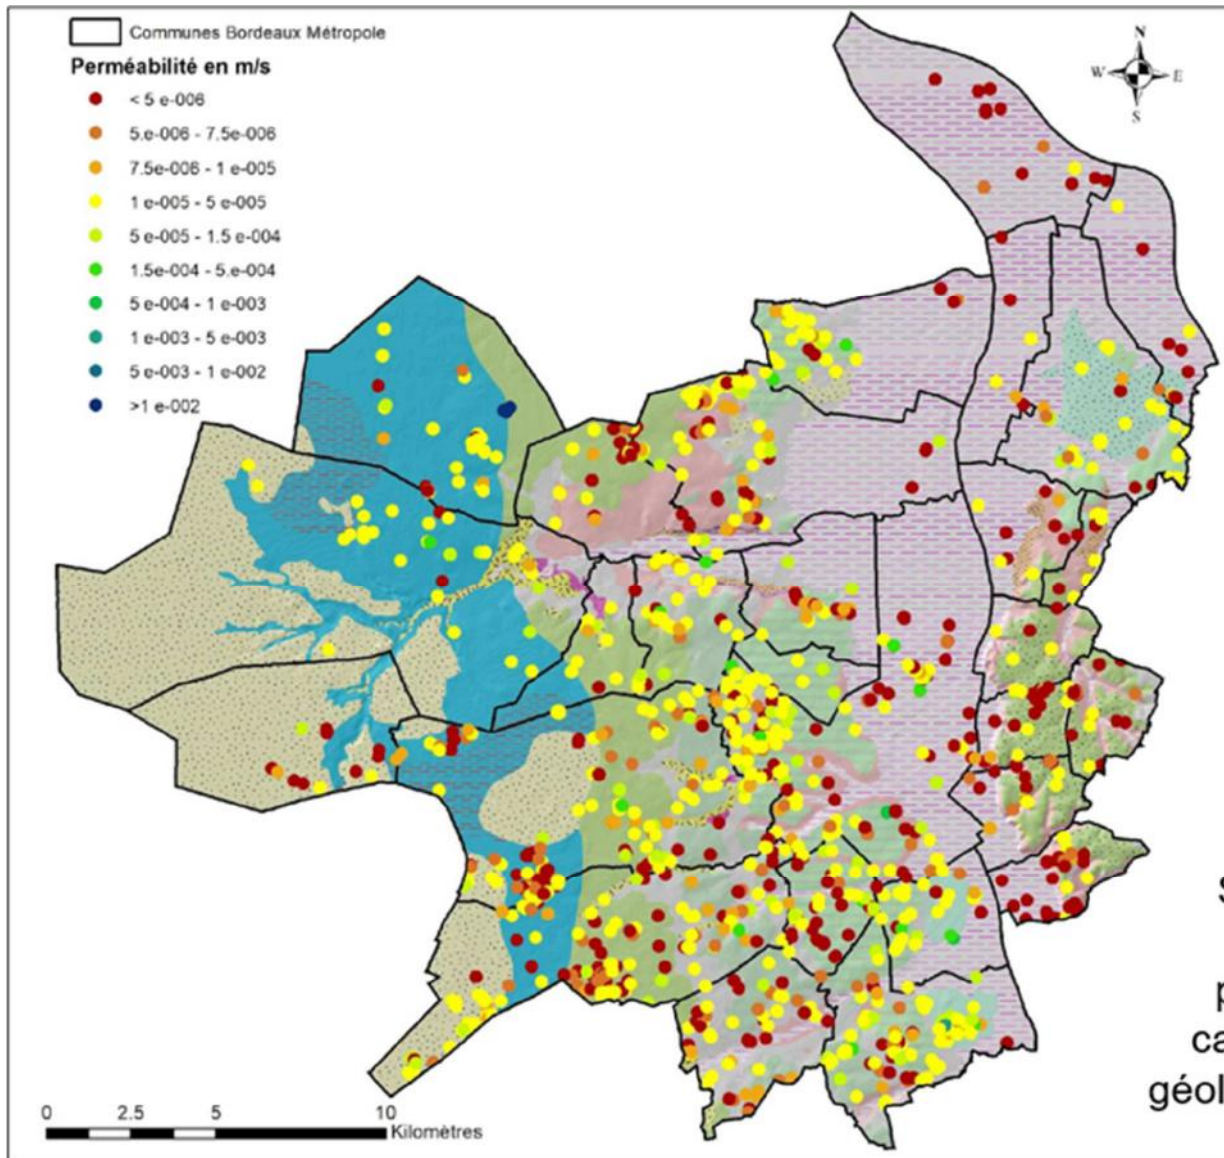 Communes Bordeaux Métropole
Perméabilité en m/s
< 5 e-006
5.e-006 - 7.5e-006
7.5e-006 - 1 e-005
1 e-005 - 5 e-005
5 e-005 - 1.5 e-004
1.5e-004 - 5.e-004
5 e-004 - 1 e-003
1 e-003 - 5 e-003
5 e-003 - 1 e-002
>1 e-002
N
W E
S
S
p
ca
géol
0 2.5 5 10
Kilomètres